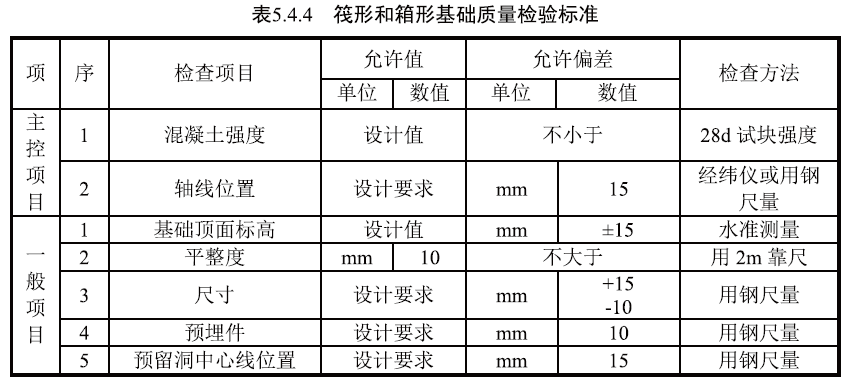 表5.4.4 筏形和箱形基础质量检验标准
项 序 检查项目 允许值 允许偏差 检查方法
单位 数值 单位 数值
主控项目
1 混凝土强度 设计值 不小于 28d 试块强度
2 轴线位置 设计要求 mm 15 经纬仪或用钢
尺量
一般项目
1 基础顶面标高 设计值 mm ±15 水准测量
2 平整度 mm 10 不大于 用 2m 靠尺
3 尺寸 设计要求 mm +15
-10 用钢尺量
4 预埋件 设计要求 mm 10 用钢尺量
5 预留洞中心线位置 设计要求 mm 15 用钢尺量